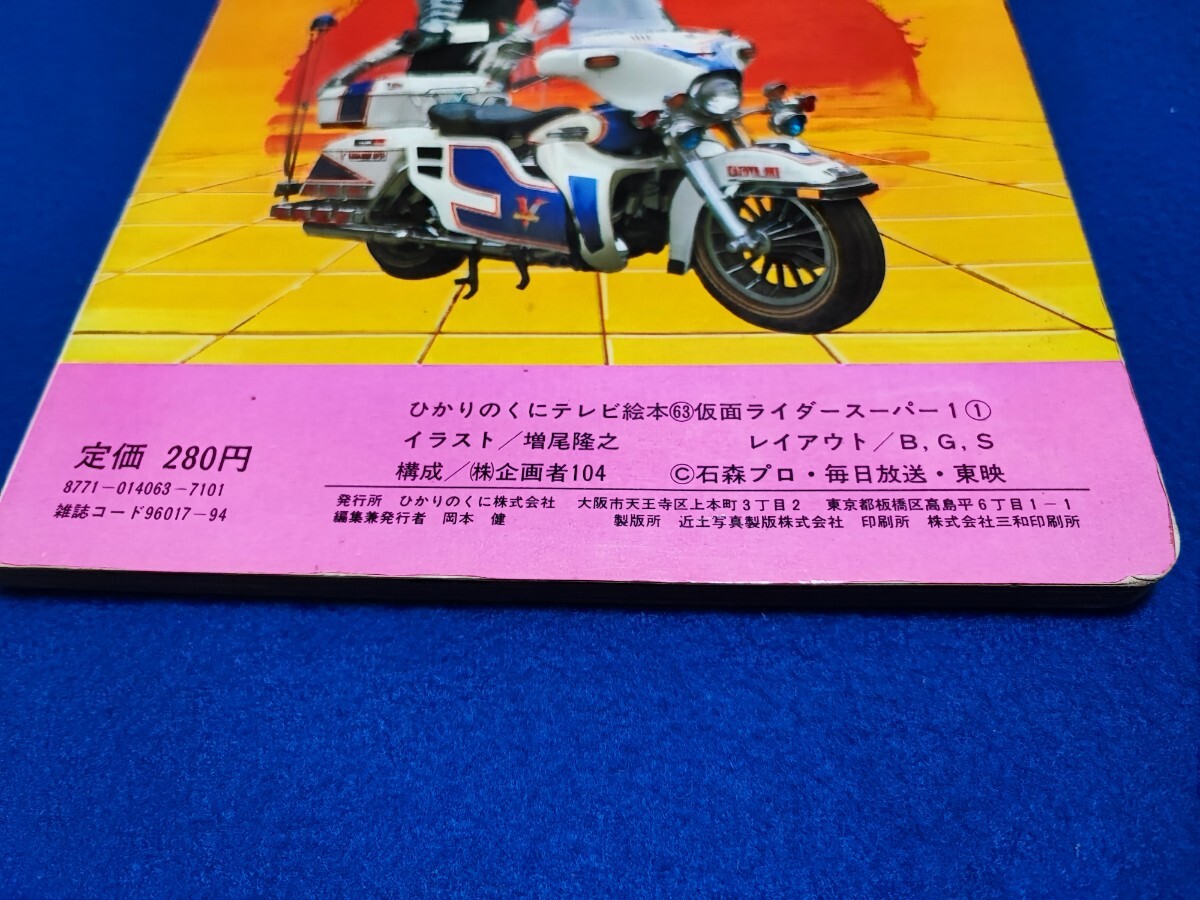 KAZUYA OKI
ひかりのくにテレビ絵本㊿仮面ライダースーパー1①
イラスト／増尾隆之　レイアウト／B,G,S
構成／㈱企画者104　©石森プロ・毎日放送・東映
定価 280円
8771-014063-7101
雑誌コード96017-94
発行所 ひかりのくに株式会社 大阪市天王寺区上本町3丁目2 東京都板橋区高島平6丁目1-1
編集兼発行者 岡本 健　製版所 近土写真製版株式会社 印刷所 株式会社三和印刷所